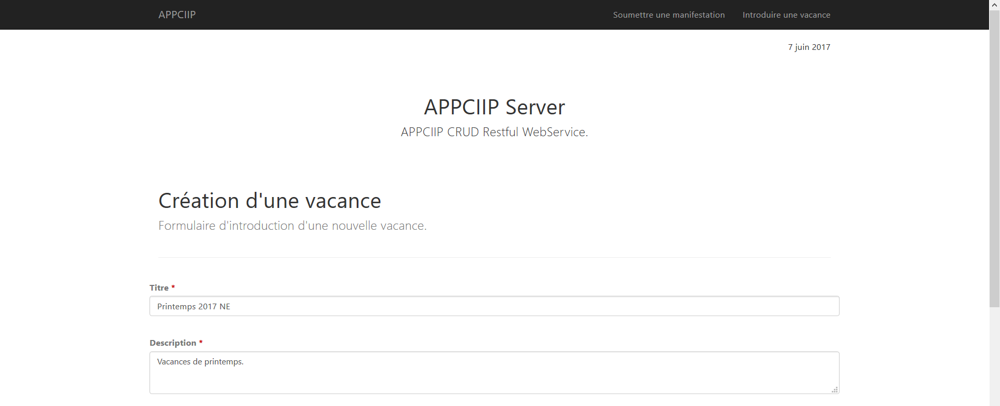 APPCIIP Soumettre une manifestation Introduire une vacance
7 juin 2017
APPCIIP Server
APPCIIP CRUD Restful WebService.
Création d'une vacance
Formulaire d'introduction d'une nouvelle vacance.
Titre *
Printemps 2017 NE
Description *
Vacances de printemps.